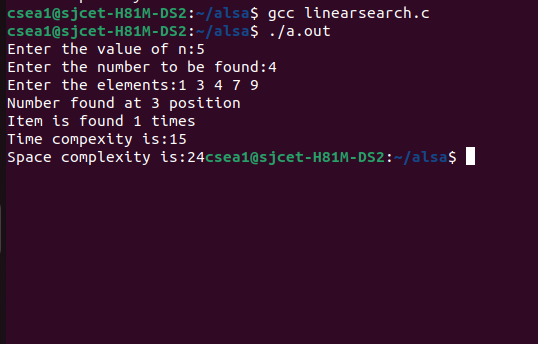 csea1@sjcet-H81M-DS2:~/alsa$ gcc linearsearch.c
csea1@sjcet-H81M-DS2:~/alsa$ ./a.out
Enter the value of n:5
Enter the number to be found:4
Enter the elements:1 3 4 7 9
Number found at 3 position
Item is found 1 times
Time compexity is:15
Space complexity is:24csea1@sjcet-H81M-DS2:~/alsa$